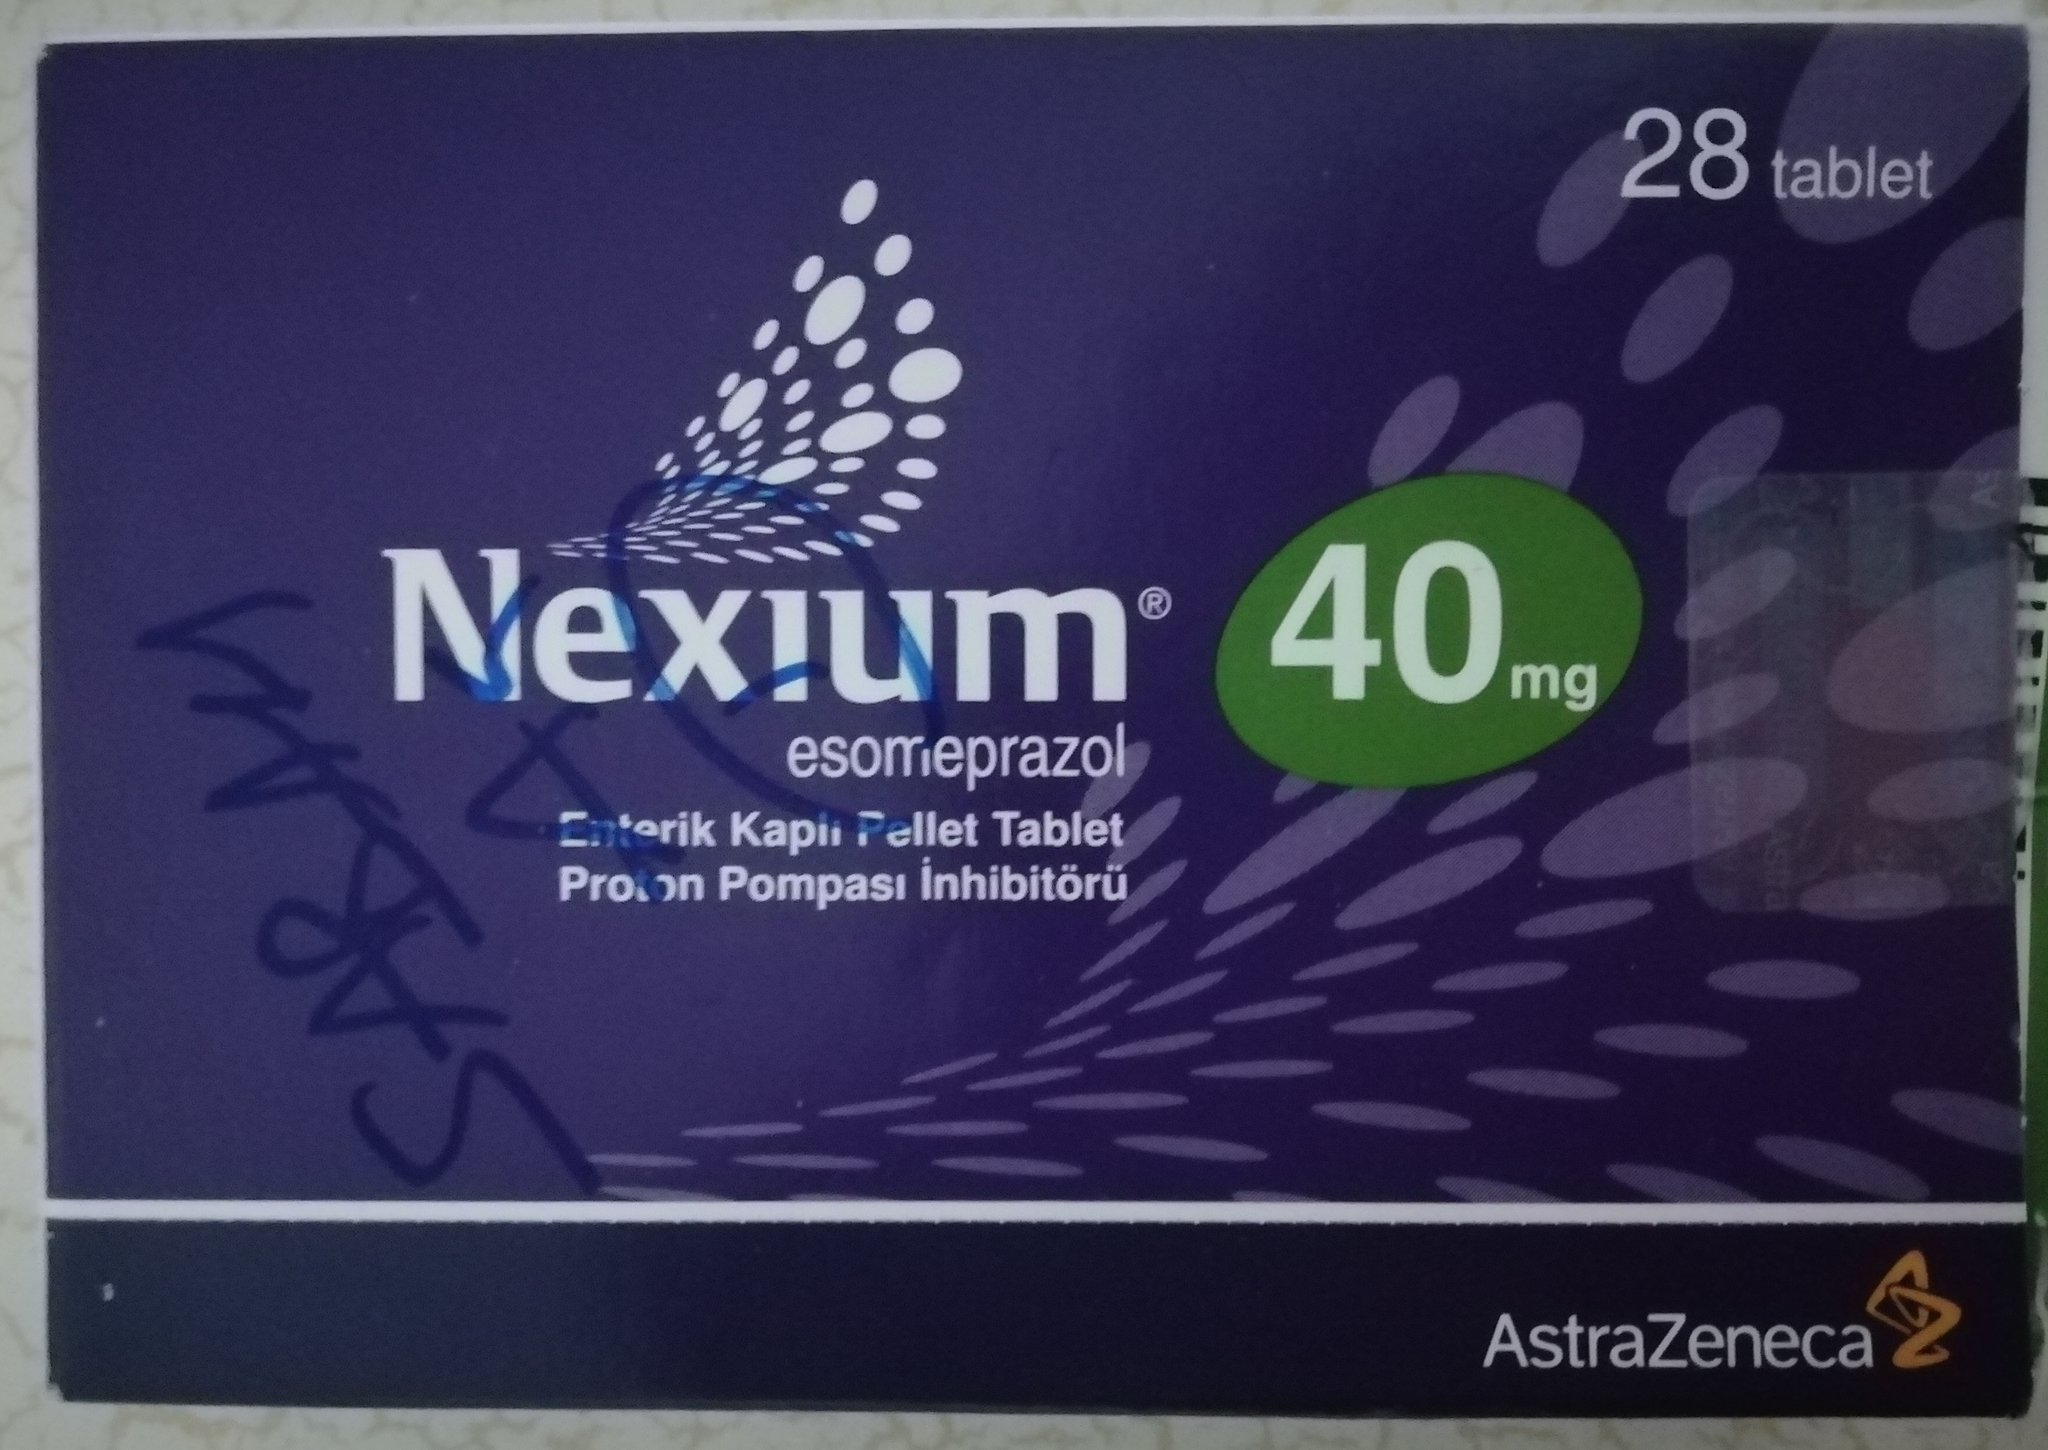 28 tablet
Nexium® 40 mg
esomeprazol
Enterik Kaplı Pellet Tablet
Proton Pompası İnhibitörü
AstraZeneca